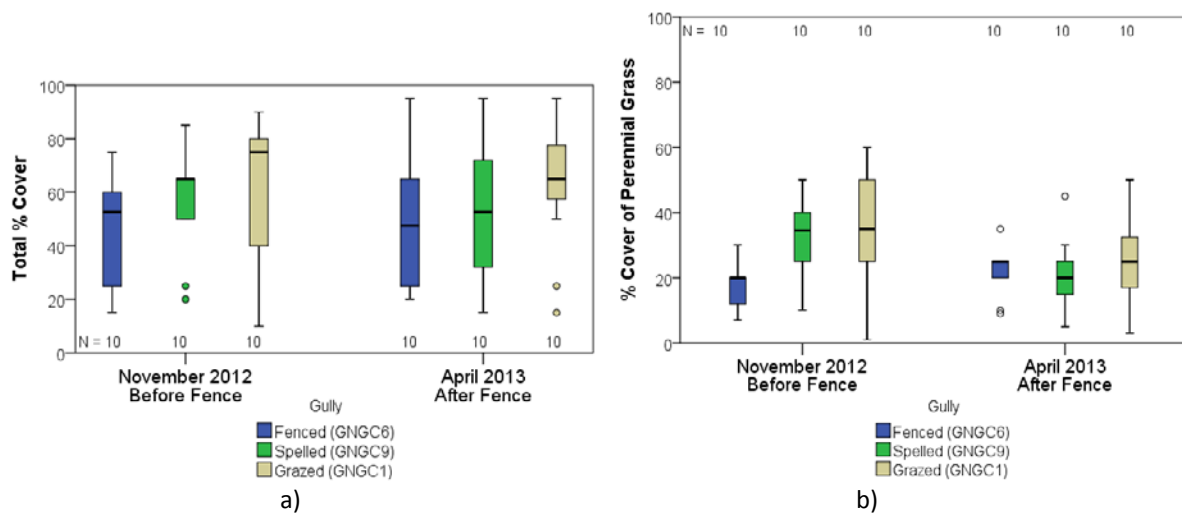 100
80
60
40
20
0
Total % Cover
N = 10 10 10 10 10 10
November 2012
Before Fence
April 2013
After Fence
Gully
Fenced (GNGC6)
Spelled (GNGC9)
Grazed (GNGC1)
a)
100
80
60
40
20
0
% Cover of Perennial Grass
N = 10 10 10 10 10 10
November 2012
Before Fence
April 2013
After Fence
Gully
Fenced (GNGC6)
Spelled (GNGC9)
Grazed (GNGC1)
b)